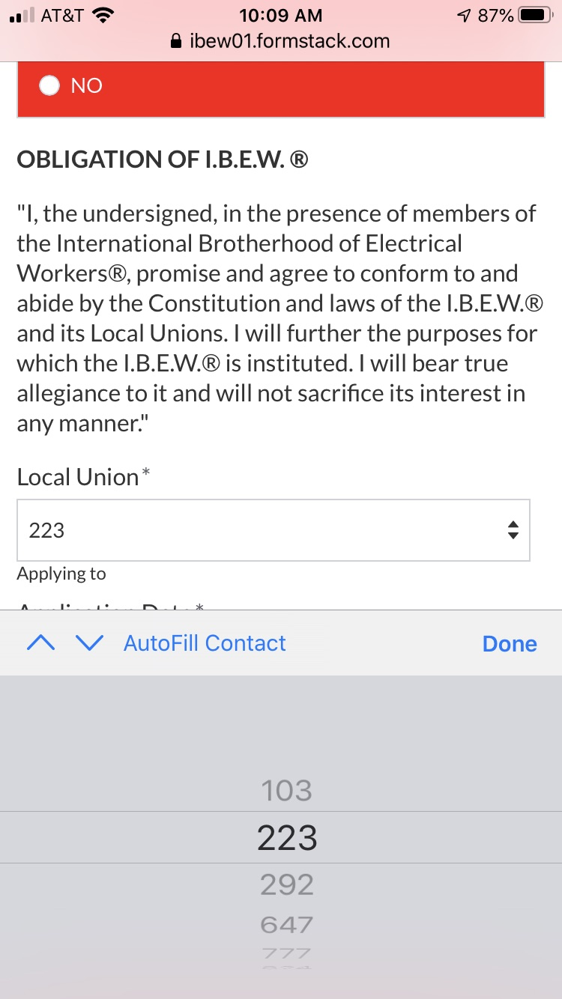 AT&T 10:09 AM 87%
ibew01.formstack.com
NO
OBLIGATION OF I.B.E.W. ®
"I, the undersigned, in the presence of members of
the International Brotherhood of Electrical
Workers®, promise and agree to conform to and
abide by the Constitution and laws of the I.B.E.W.®
and its Local Unions. I will further the purposes for
which the I.B.E.W.® is instituted. I will bear true
allegiance to it and will not sacrifice its interest in
any manner."
Local Union*
223
Applying to
Application Date*
AutoFill Contact Done
103
223
292
647
777